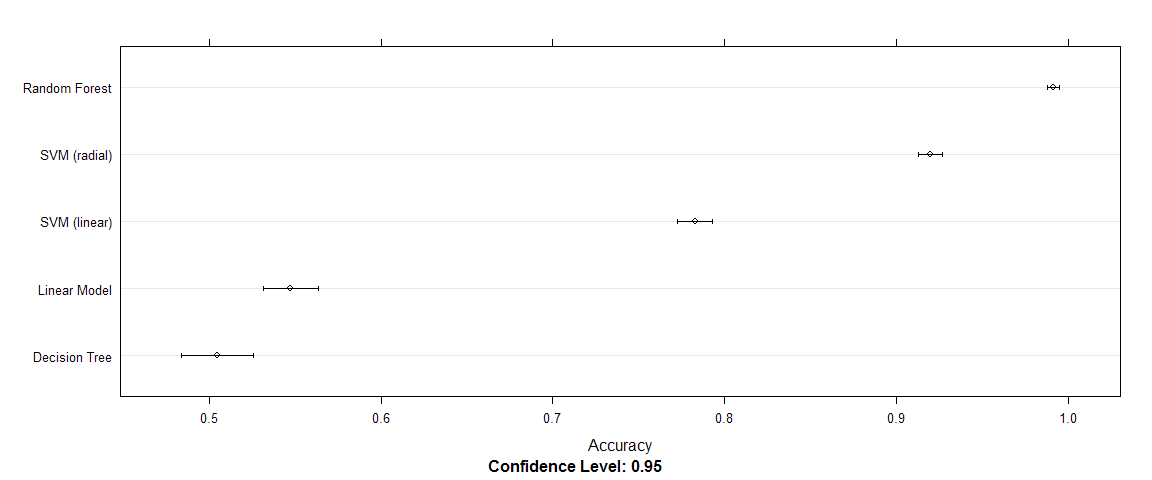 Random Forest
SVM (radial)
SVM (linear)
Linear Model
Decision Tree
0.5 0.6 0.7 0.8 0.9 1.0
Accuracy
Confidence Level: 0.95